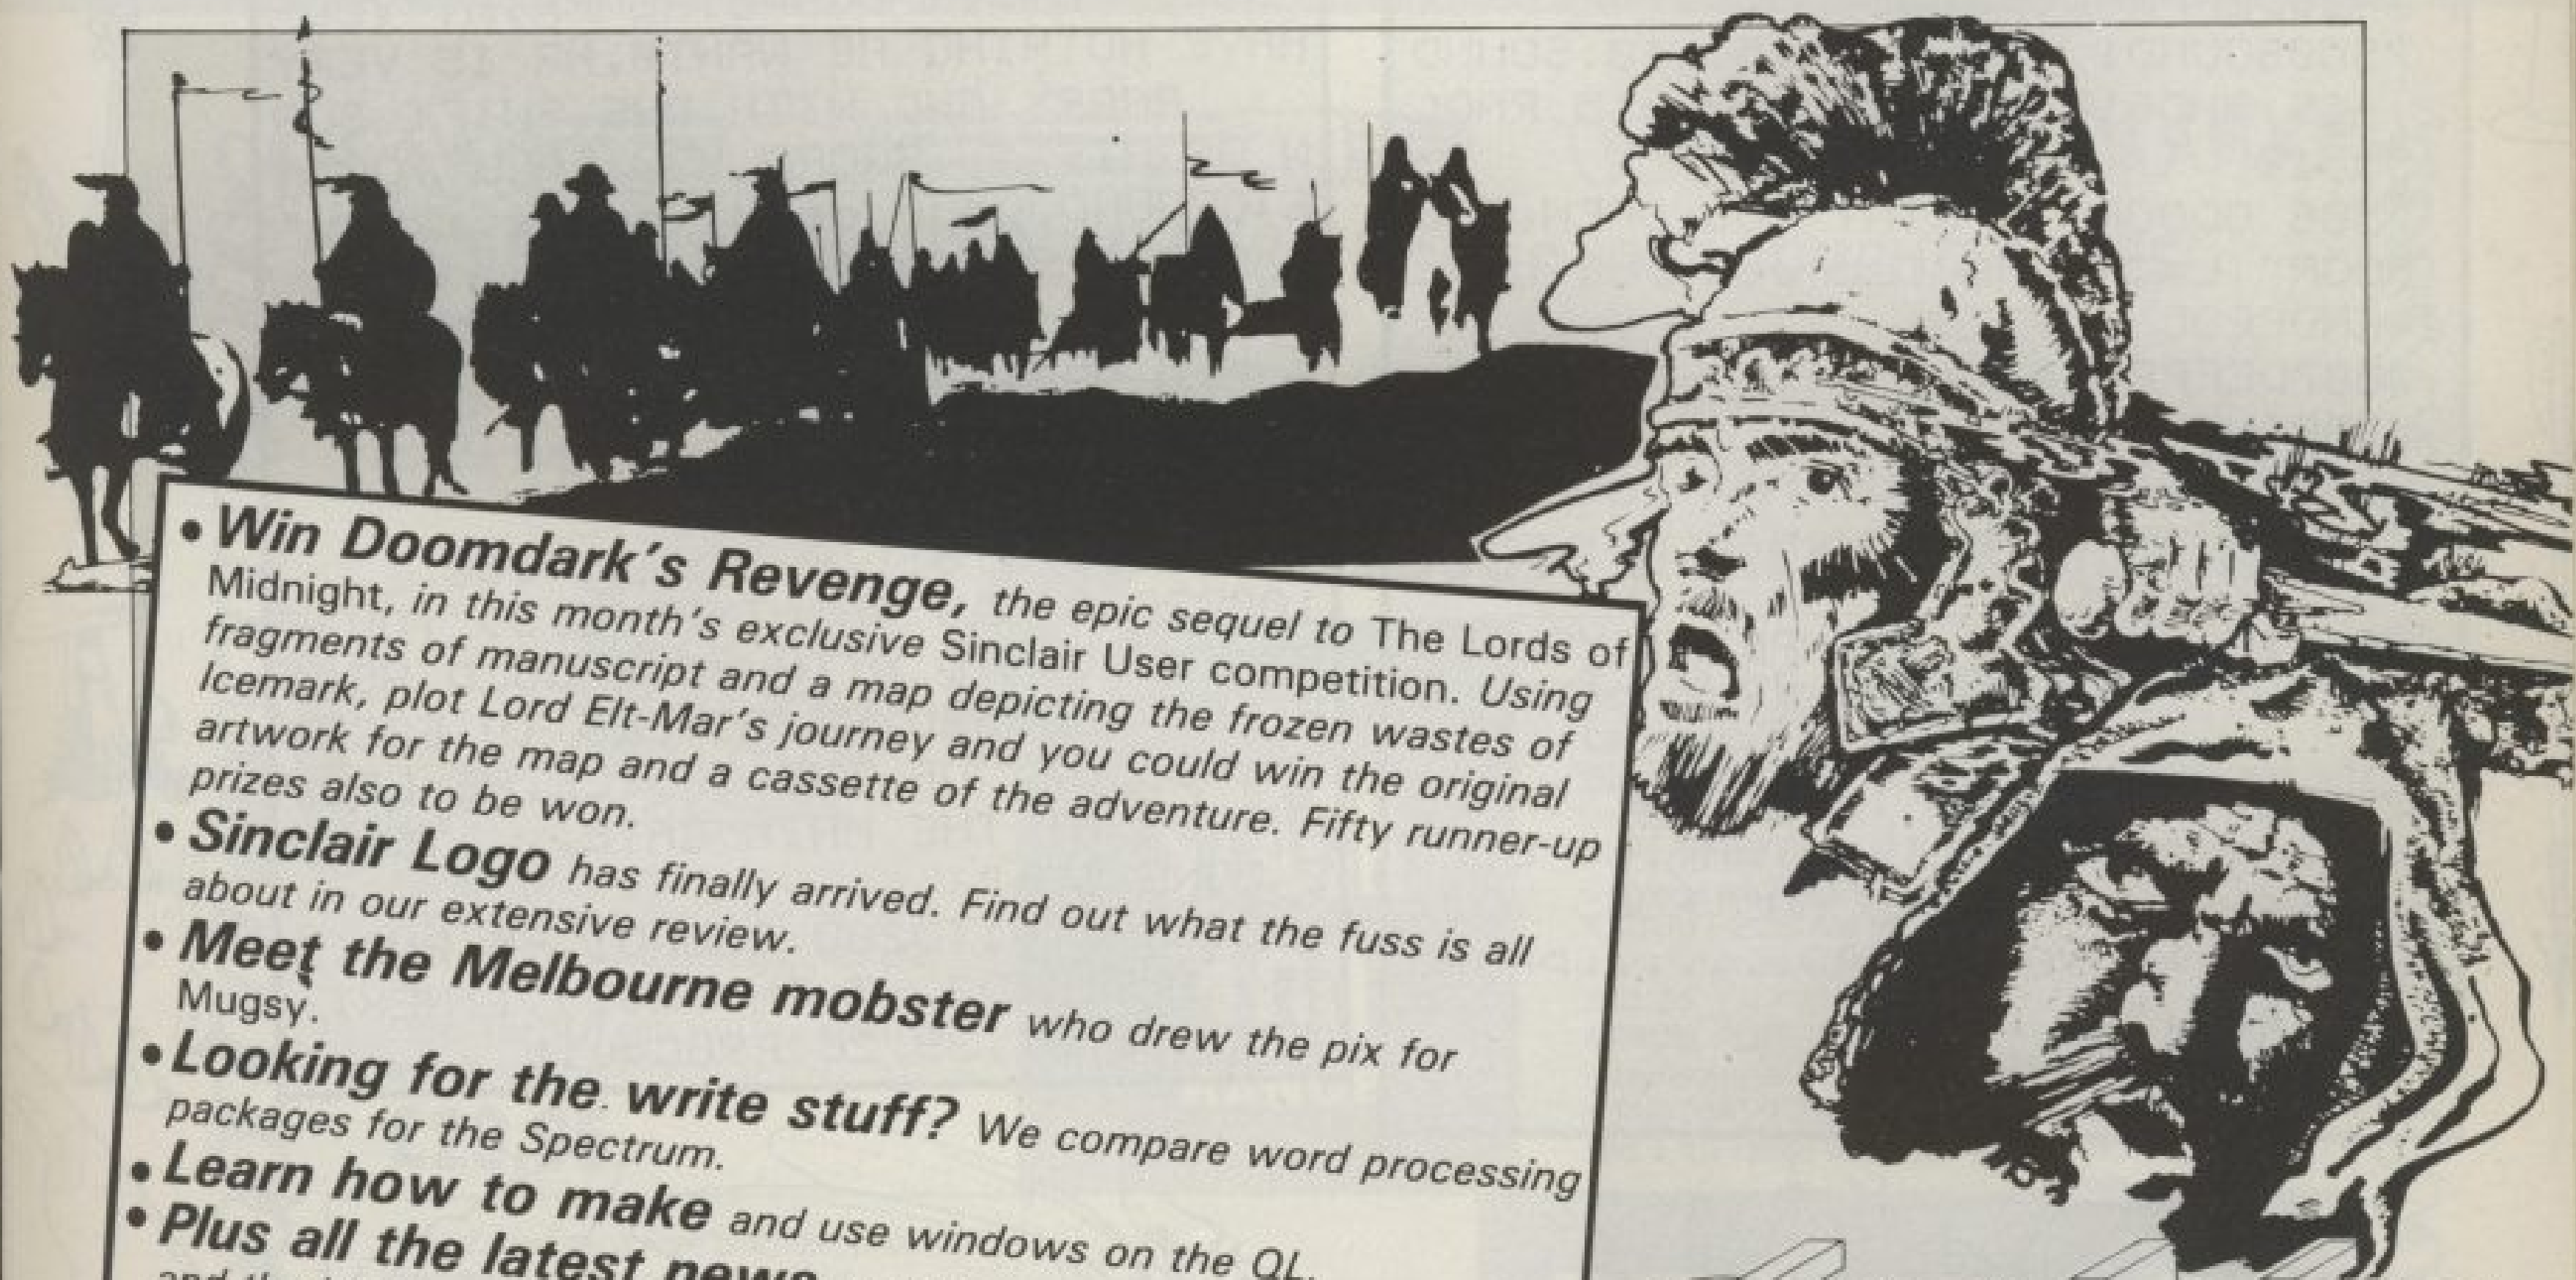 • Win Doomdark's Revenge, the epic sequel to The Lords of
Midnight, in this month's exclusive Sinclair User competition. Using
fragments of manuscript and a map depicting the frozen wastes of
Icemark, plot Lord Elt-Mar's journey and you could win the original
artwork for the map and a cassette of the adventure. Fifty runner-up
prizes also to be won.
• Sinclair Logo has finally arrived. Find out what the fuss is all
about in our extensive review.
• Meet the Melbourne mobster who drew the pix for
Mugsy.
• Looking for the write stuff? We compare word processing
packages for the Spectrum.
• Learn how to make and use windows on the QL.
• Plus all the latest news